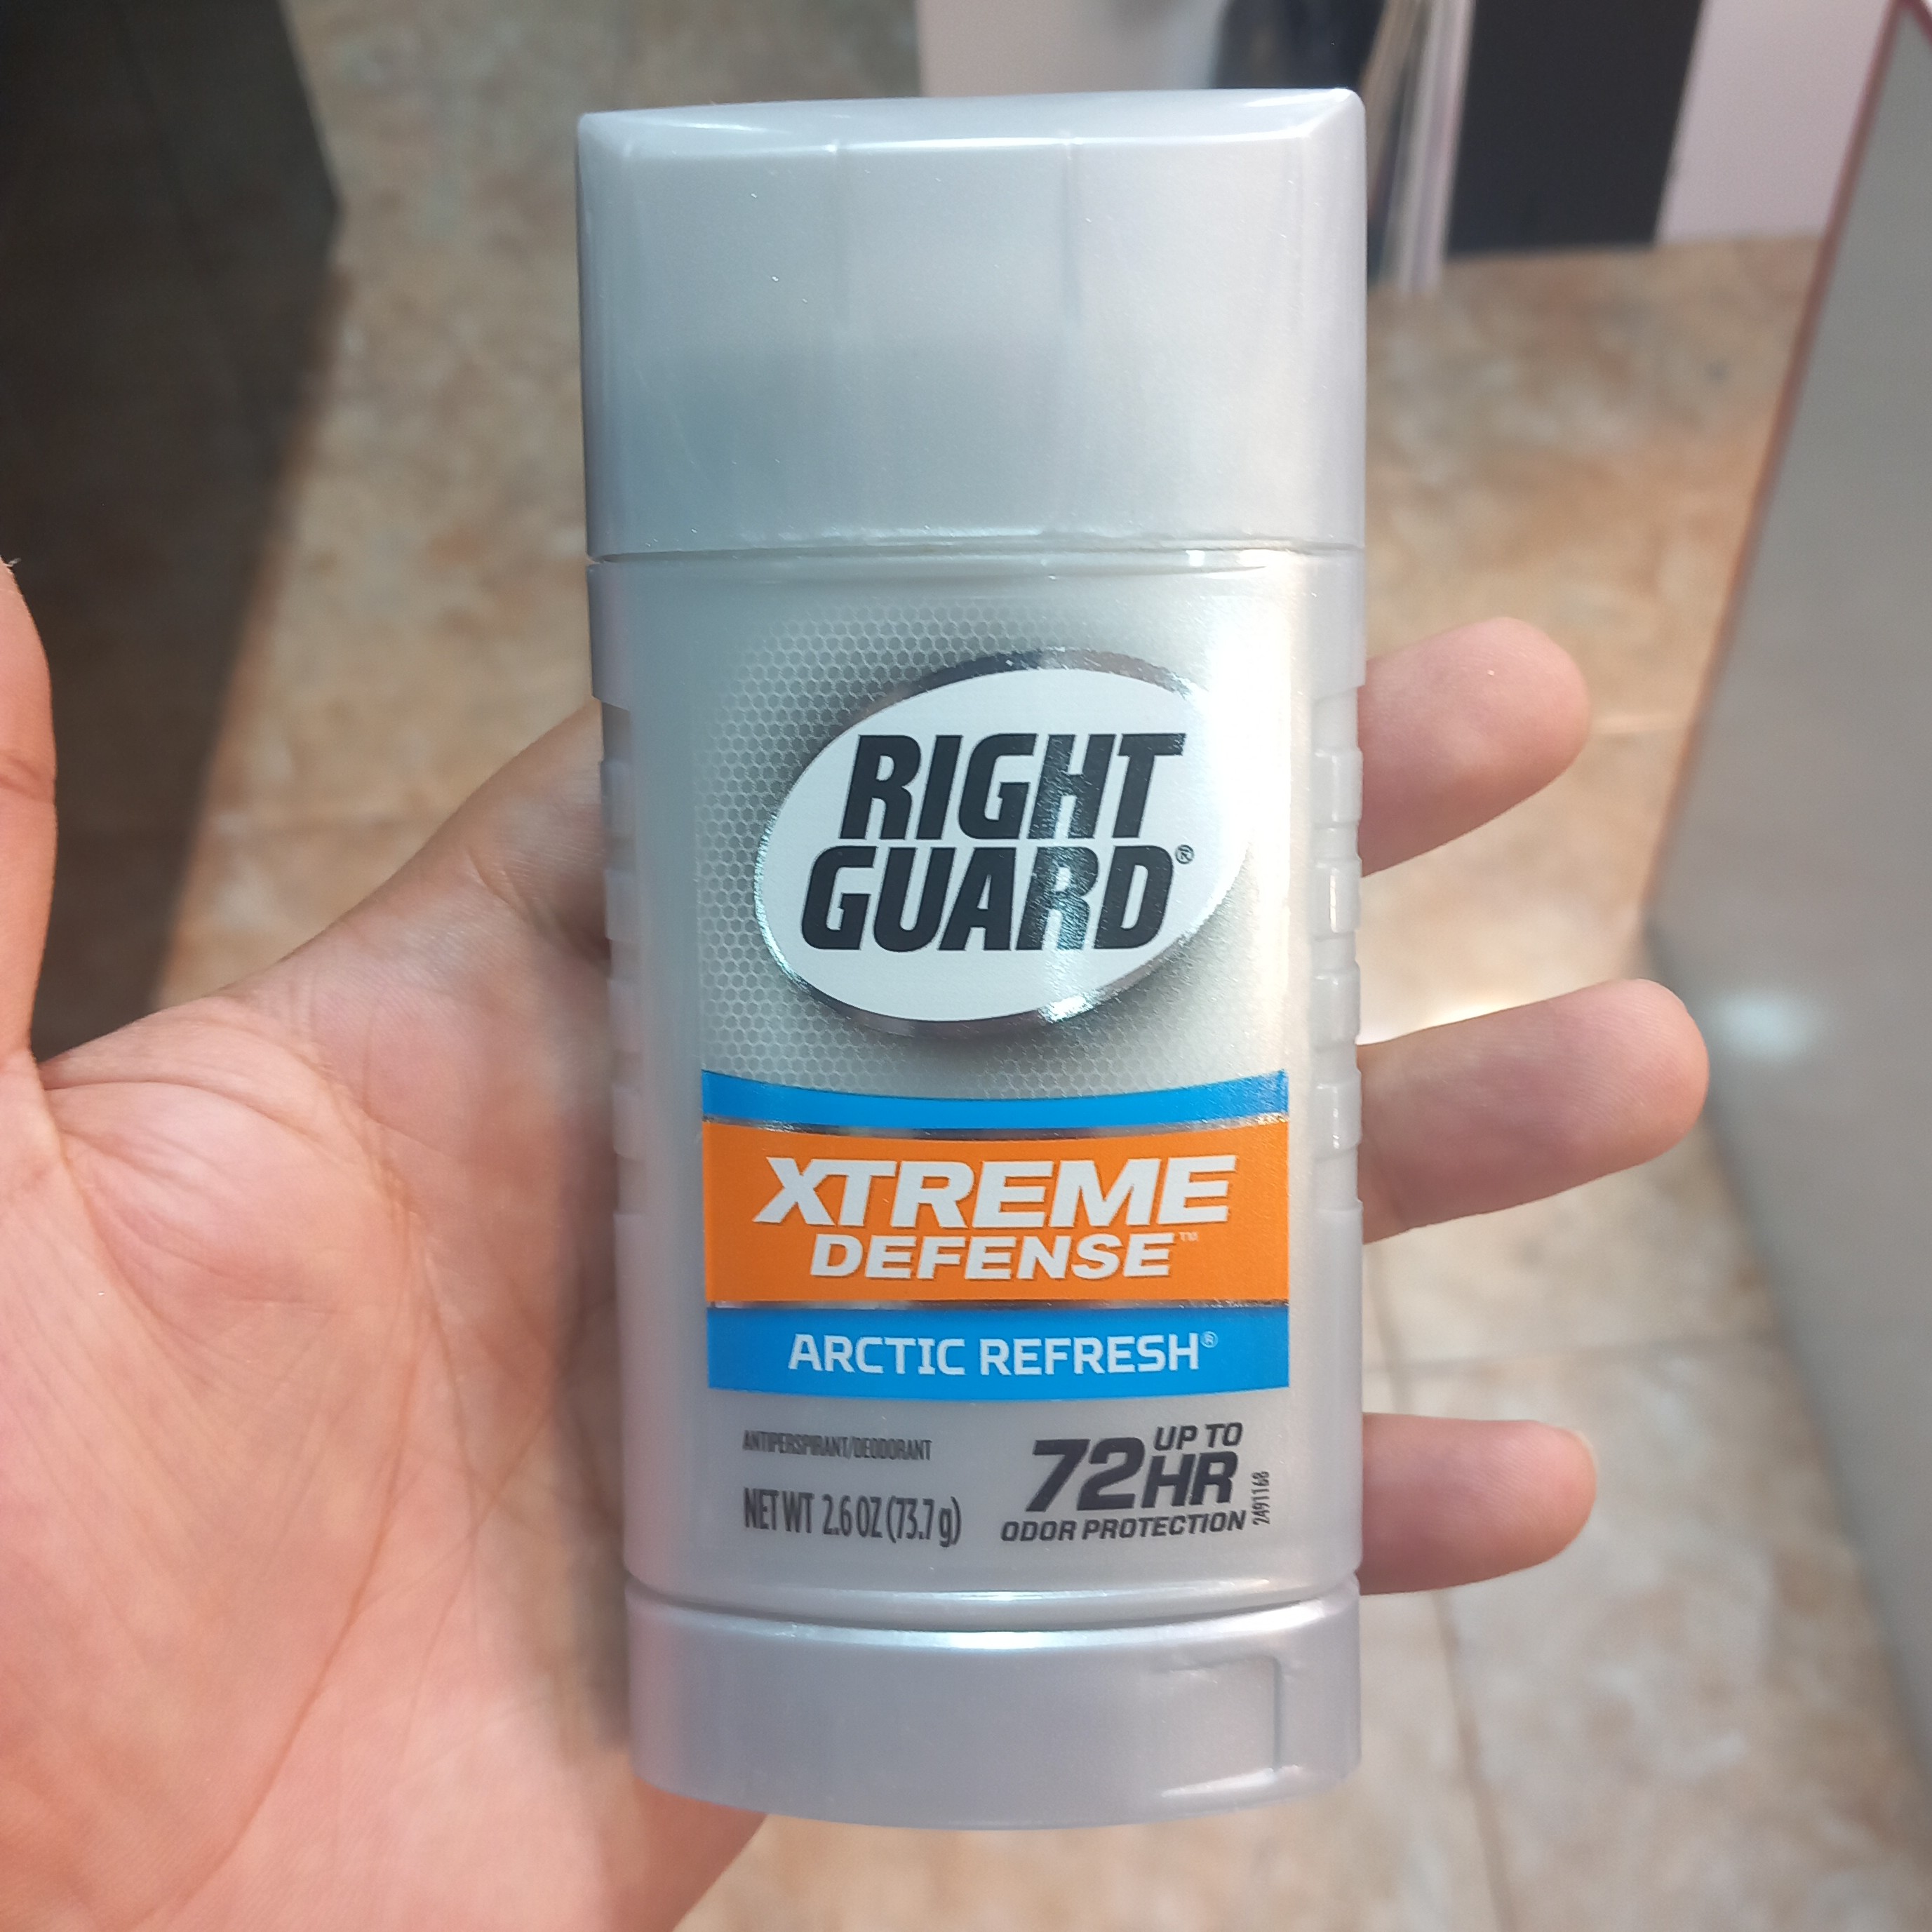 RIGHT
GUARD®
XTREME
DEFENSE™
ARCTIC REFRESH®
ANTIPERSPIRANT/DEODORANT
NET WT 2.6 OZ (73.7 g)
UP TO
72HR
ODOR PROTECTION
2491168